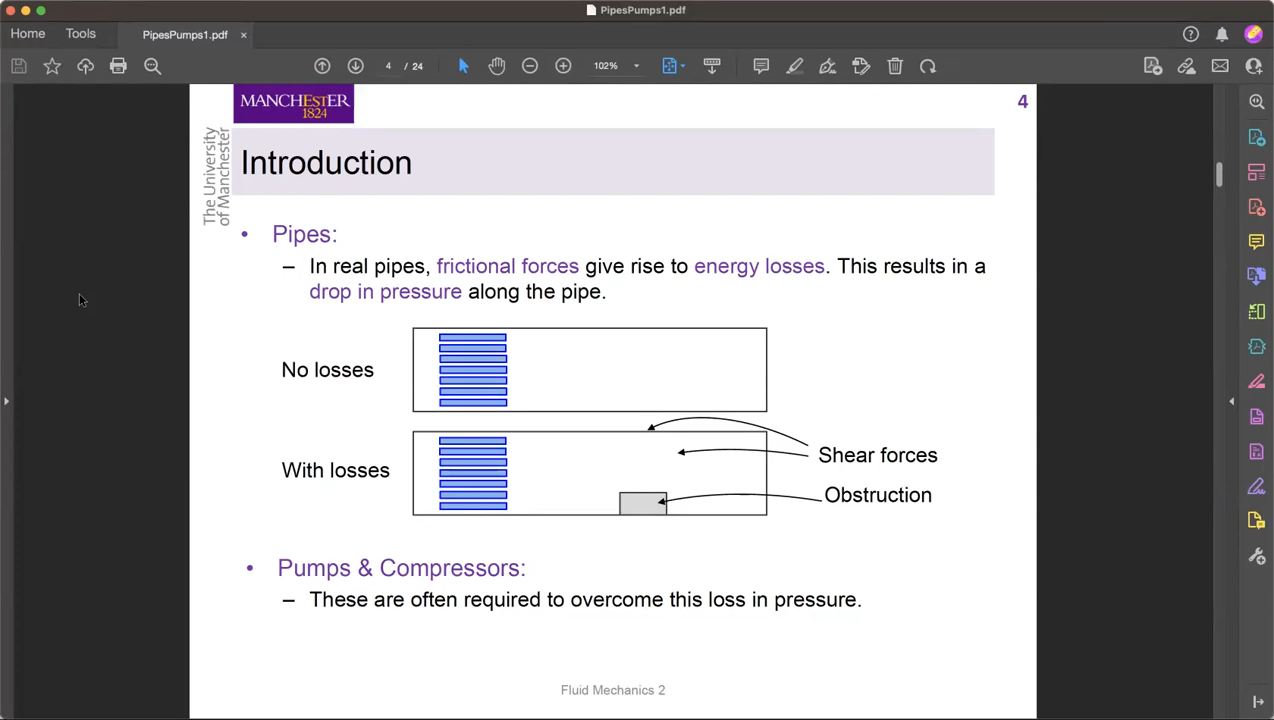 PipesPumps1.pdf
Home Tools PipesPumps1.pdf ×
4 / 24 102%
MANCHESTER
1824
4
The University
of Manchester
Introduction
• Pipes:
– In real pipes, frictional forces give rise to energy losses. This results in a
drop in pressure along the pipe.
No losses
With losses
Shear forces
Obstruction
• Pumps & Compressors:
– These are often required to overcome this loss in pressure.
Fluid Mechanics 2